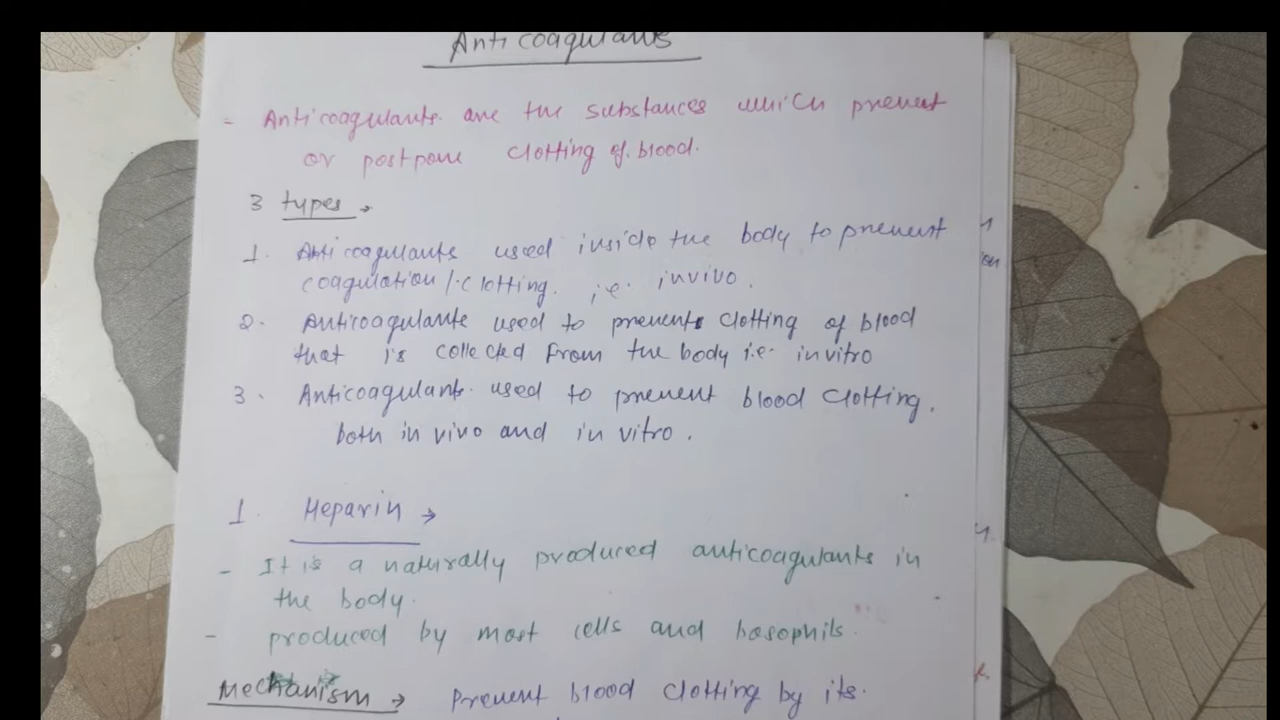 Anticoagulants
- Anticoagulants are the substances which prevent
or postpone clotting of blood.
3 types →
1. Anticoagulants used inside the body to prevent
coagulation/clotting. i.e. invivo.
2. Anticoagulants used to prevents clotting of blood
that is collected from the body i.e. invitro
3. Anticoagulants used to prevent blood clotting.
both in vivo and in vitro.
1. Heparin →
- It is a naturally produced anticoagulants in
the body.
- produced by mast cells and basophils.
Mechanism → Prevent blood clotting by its.